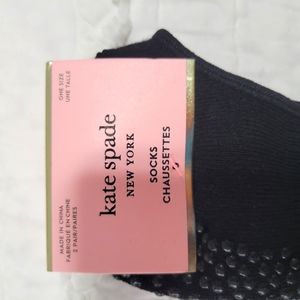 ONE SIZE
UNE TAILLE
kate spade
NEW YORK
SOCKS
CHAUSSETTES
MADE IN CHINA
FABRIQUÉ EN CHINE
2 PAIR/PAIRES